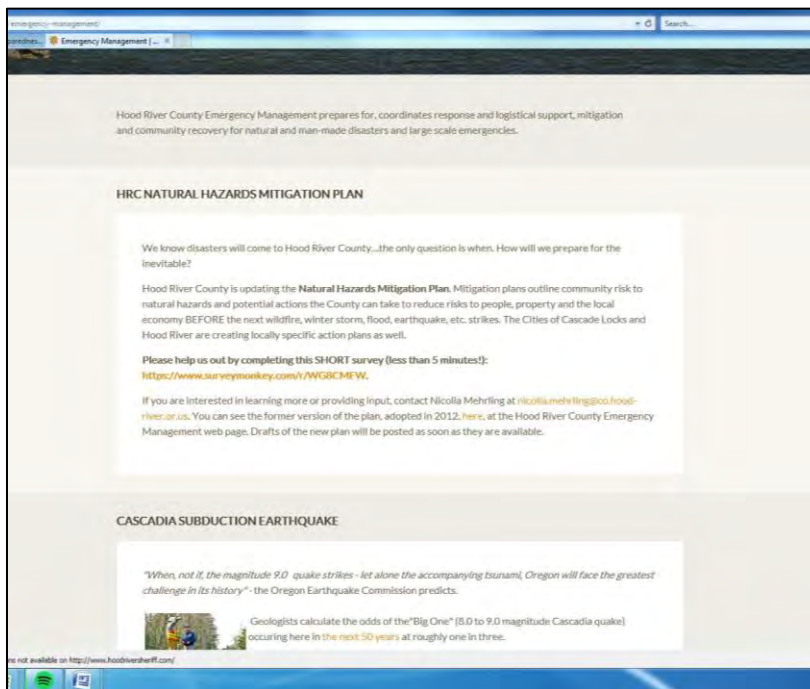 emergency-management/
Search...
Emergency Management | ...
Hood River County Emergency Management prepares for, coordinates response and logistical support, mitigation
and community recovery for natural and man-made disasters and large scale emergencies.
HRC NATURAL HAZARDS MITIGATION PLAN
We know disasters will come to Hood River County...the only question is when. How will we prepare for the
inevitable?
Hood River County is updating the Natural Hazards Mitigation Plan. Mitigation plans outline community risk to
natural hazards and potential actions the County can take to reduce risks to people, property and the local
economy BEFORE the next wildfire, winter storm, flood, earthquake, etc. strikes. The Cities of Cascade Locks and
Hood River are creating locally specific action plans as well.
Please help us out by completing this SHORT survey (less than 5 minutes!):
https://www.surveymonkey.com/r/WG8CMFW.
If you are interested in learning more or providing input, contact Nicolla Mehrling at nicolla.mehrling@co.hood-
river.or.us. You can see the former version of the plan, adopted in 2012, here, at the Hood River County Emergency
Management web page. Drafts of the new plan will be posted as soon as they are available.
CASCADIA SUBDUCTION EARTHQUAKE
"When, not if, the magnitude 9.0 quake strikes - let alone the accompanying tsunami, Oregon will face the greatest
challenge in its history" - the Oregon Earthquake Commission predicts.
Geologists calculate the odds of the"Big One" (8.0 to 9.0 magnitude Cascadia quake)
occuring here in the next 50 years at roughly one in three.
not available on http://www.hoodriversheriff.com/